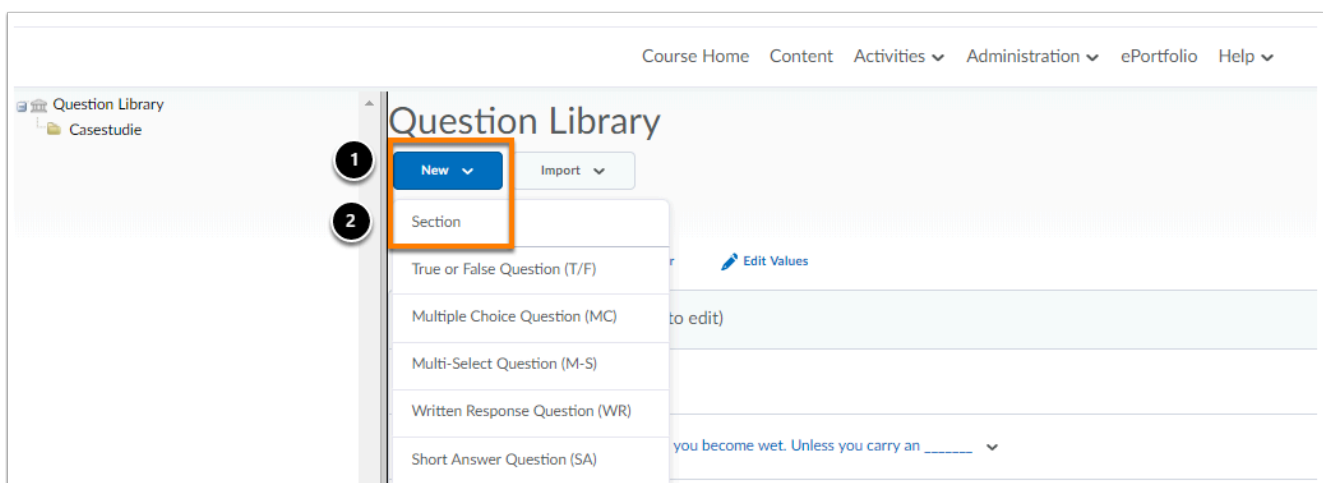 Course Home Content Activities Administration ePortfolio Help
Question Library
Casestudie
Question Library
1
New Import
2
Section
True or False Question (T/F)
r Edit Values
Multiple Choice Question (MC)
to edit)
Multi-Select Question (M-S)
Written Response Question (WR)
you become wet. Unless you carry an _______
Short Answer Question (SA)